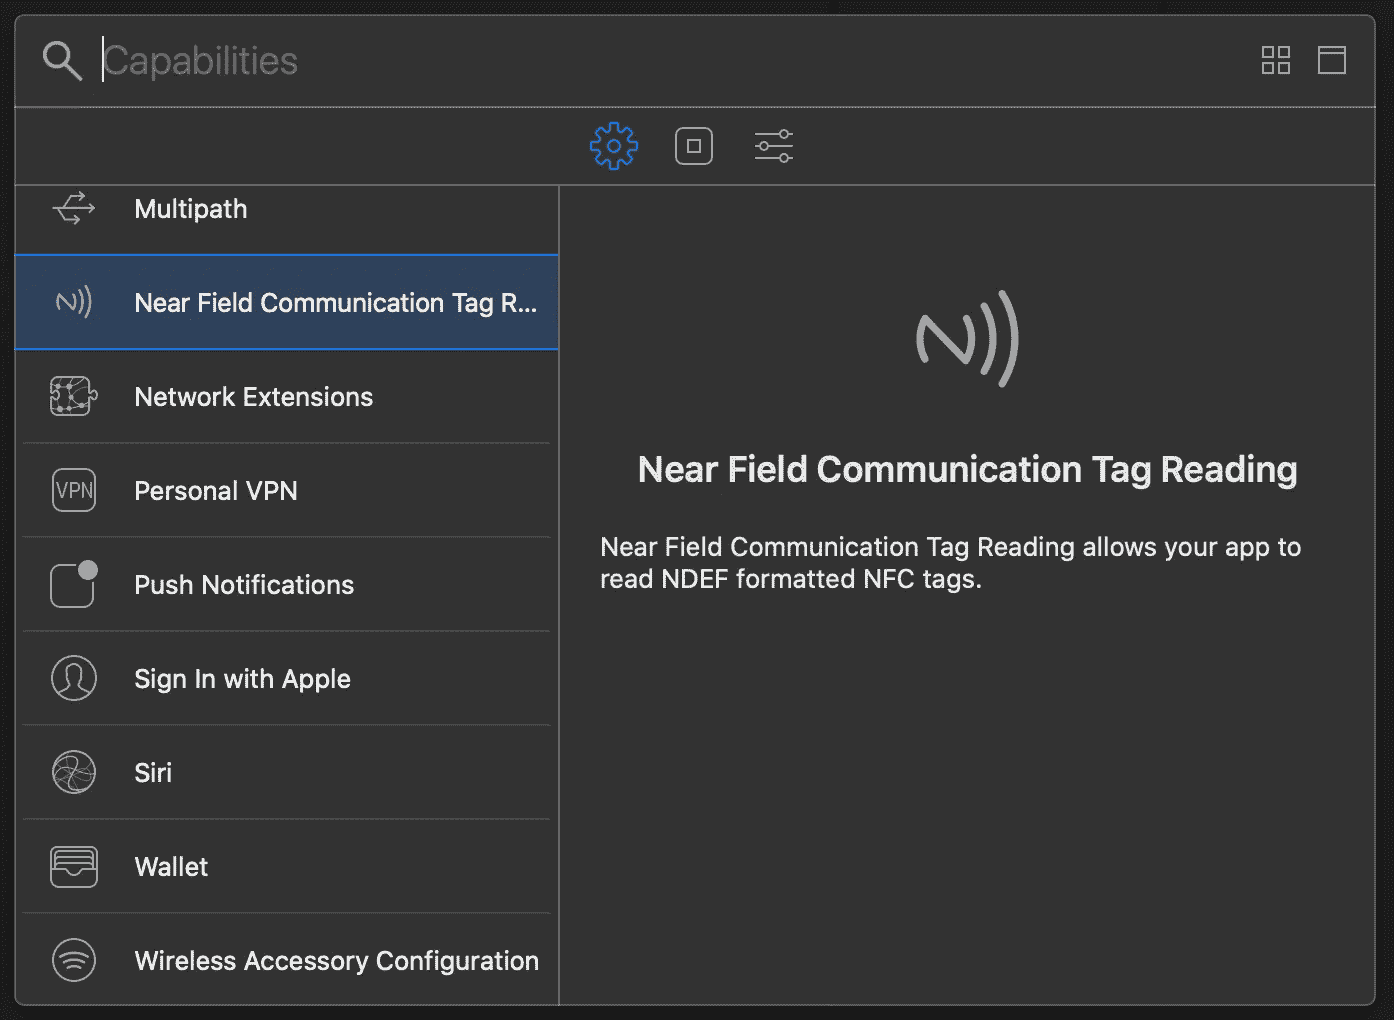 Capabilities
Multipath
Near Field Communication Tag R...
Network Extensions
VPN
Personal VPN
Push Notifications
Sign In with Apple
Siri
Wallet
Wireless Accessory Configuration
Near Field Communication Tag Reading
Near Field Communication Tag Reading allows your app to
read NDEF formatted NFC tags.